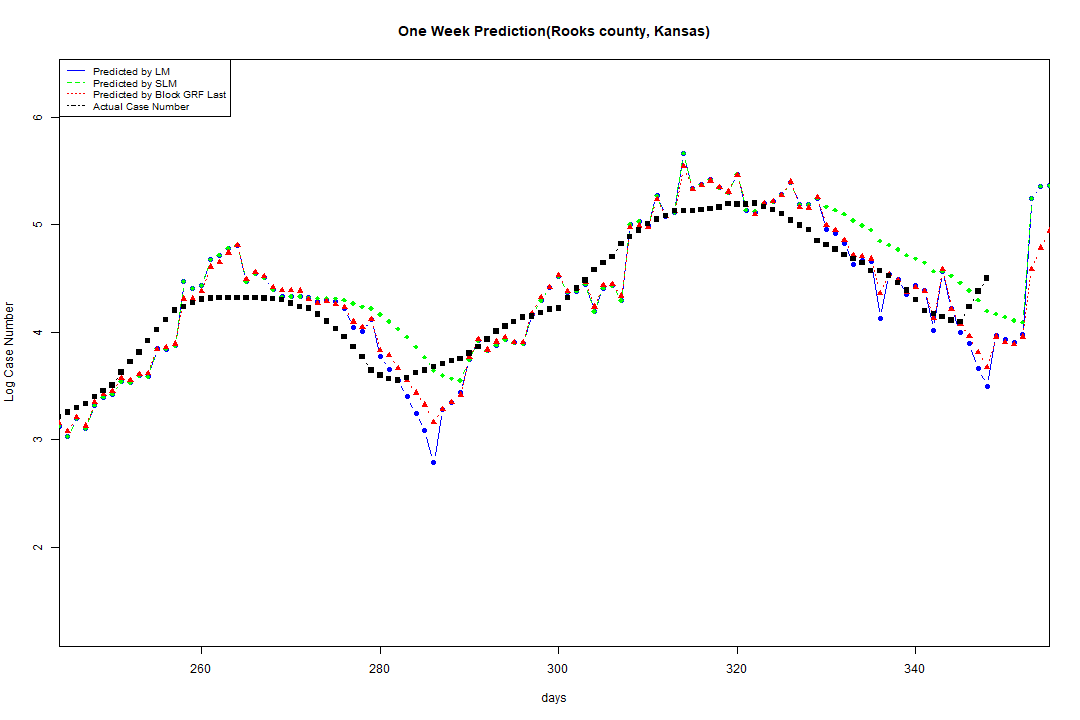 One Week Prediction(Rooks county, Kansas)
Predicted by LM
Predicted by SLM
Predicted by Block GRF Last
Actual Case Number
Log Case Number
6
5
4
3
2
260 280 300 320 340
days